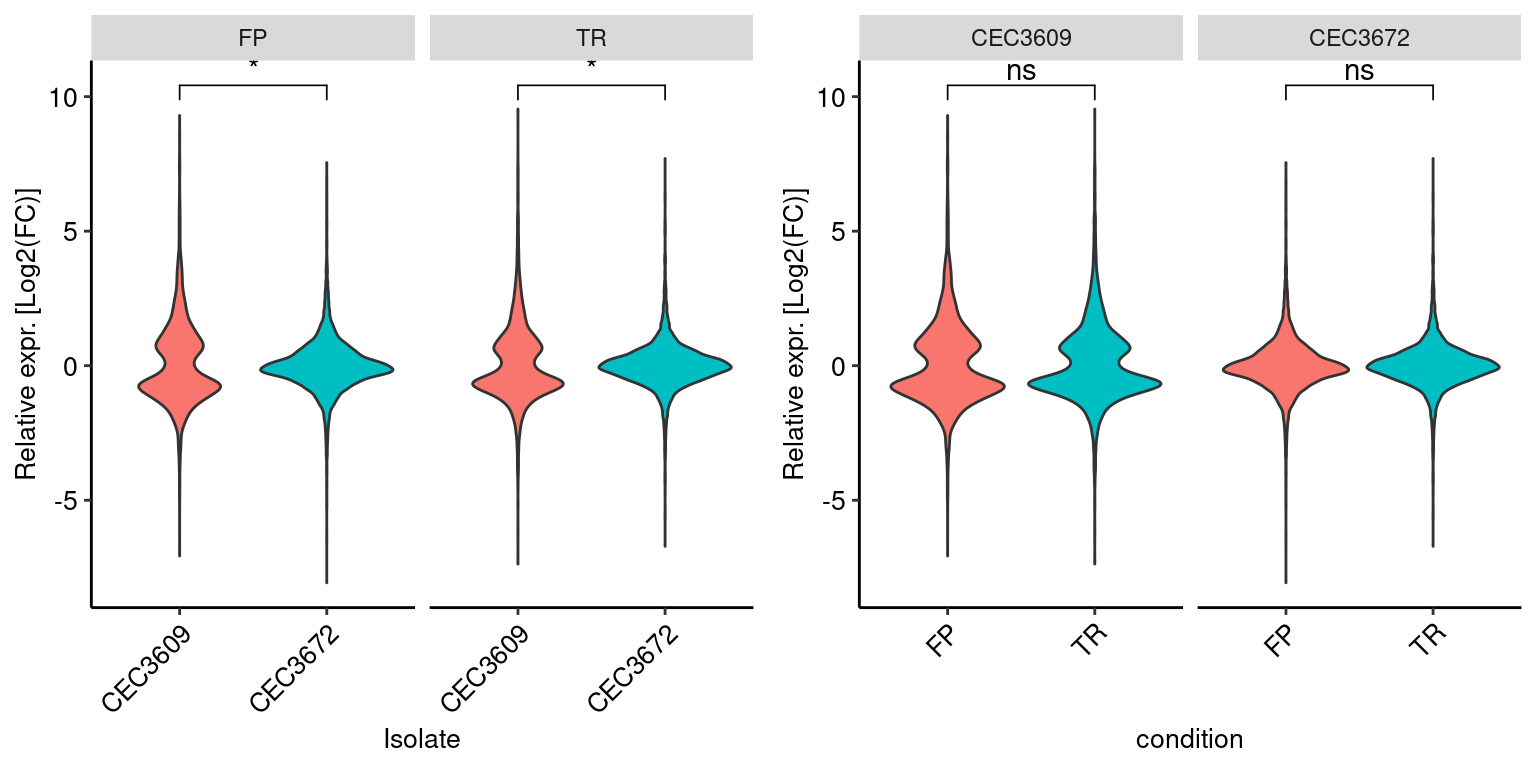 FP TR
* *
10
5
0
-5
Relative expr. [Log2(FC)]
CEC3609 CEC3672 CEC3609 CEC3672
Isolate
CEC3609 CEC3672
ns ns
10
5
0
-5
Relative expr. [Log2(FC)]
FP TR FP TR
condition